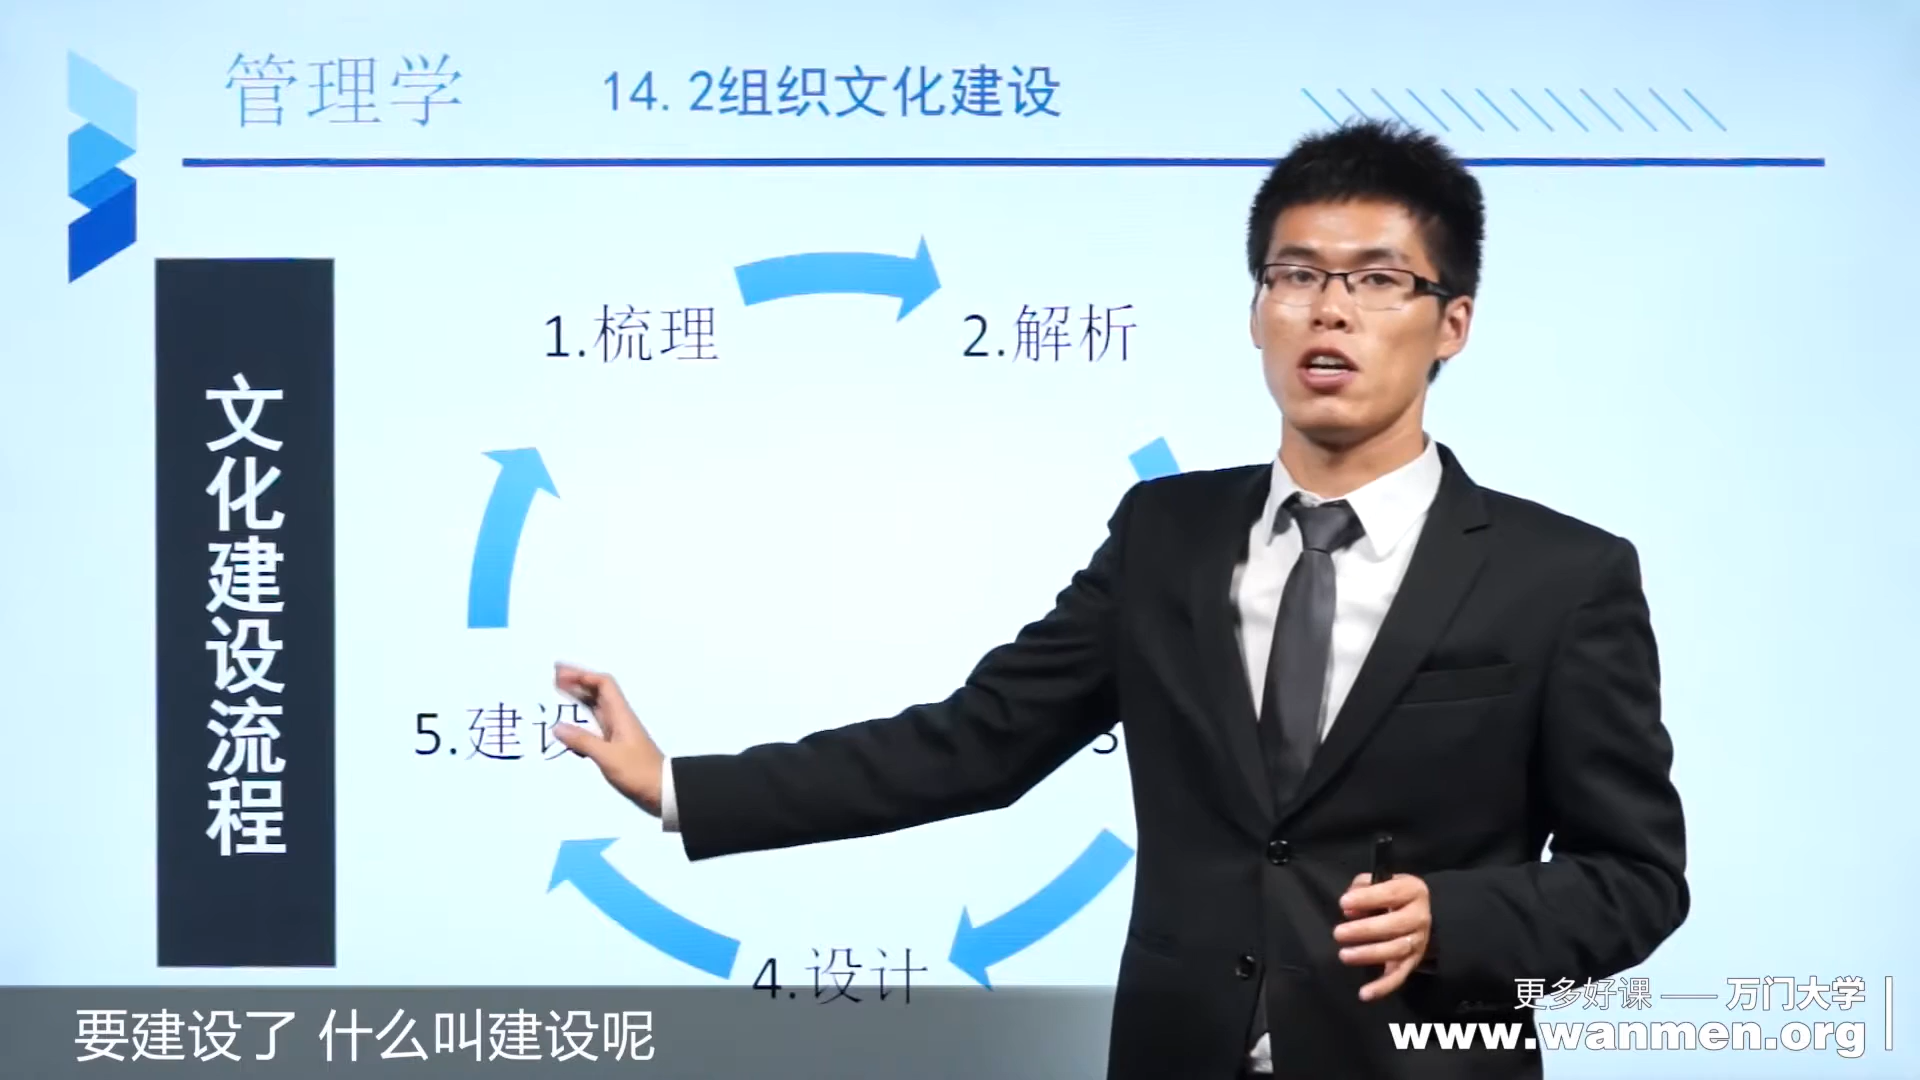 管理学
14.2组织文化建设
文化建设流程
1.梳理
2.解析
3
4.设计
5.建设
要建设了 什么叫建设呢
更多好课 —— 万门大学
www.wanmen.org